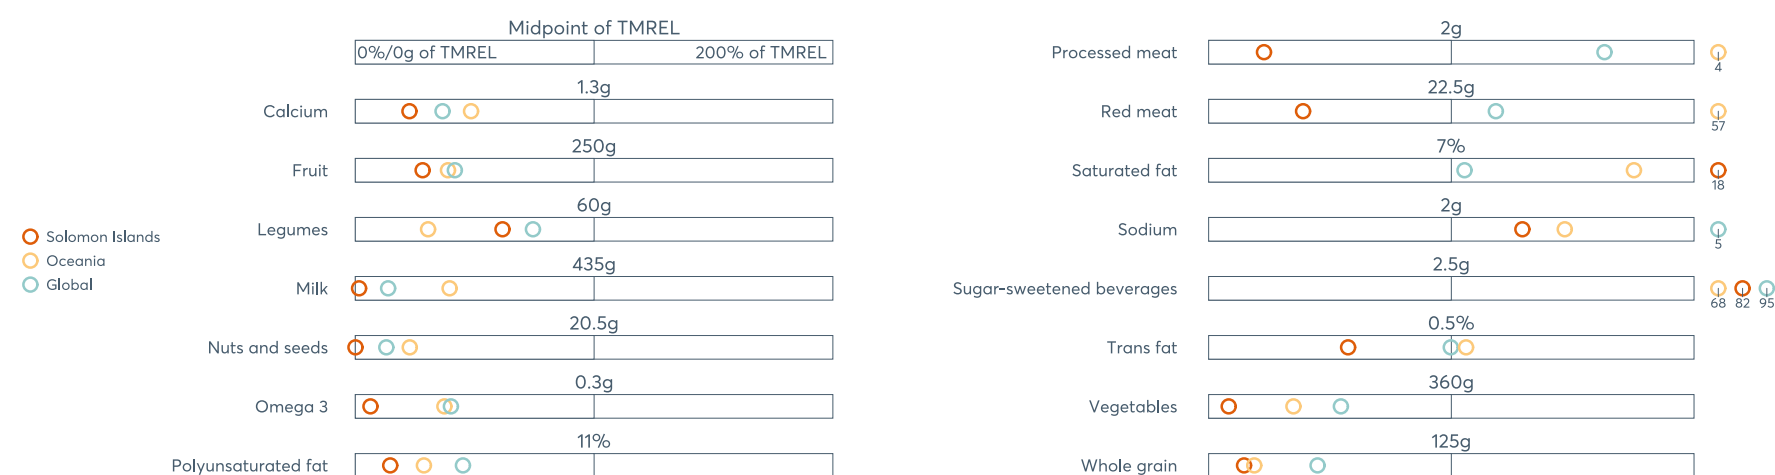 Midpoint of TMREL
0%/0g of TMREL 200% of TMREL
1.3g
Calcium
250g
Fruit
60g
Legumes
435g
Milk
20.5g
Nuts and seeds
0.3g
Omega 3
11%
Polyunsaturated fat
Solomon Islands
Oceania
Global
2g
Processed meat
4
22.5g
Red meat
57
7%
Saturated fat
18
2g
Sodium
5
2.5g
Sugar-sweetened beverages
68 82 95
0.5%
Trans fat
360g
Vegetables
125g
Whole grain